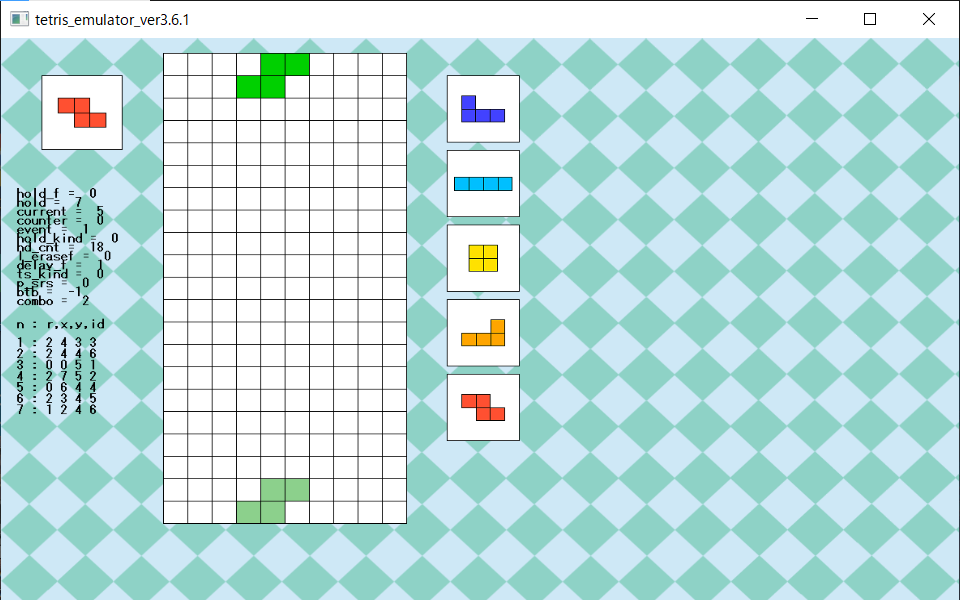 tetris_emulator_ver3.6.1
hold_f = 0
hold = 7
current = 5
counter = 0
event = 1
hold_kind = 0
hd_cnt = 18
l_erasef = 0
delay_f = 1
ts_kind = 0
p_srs = 0
btb = -1
combo = 2
n : r,x,y,id
1 : 2 4 3 3
2 : 2 4 4 6
3 : 0 0 5 1
4 : 2 7 5 2
5 : 0 6 4 4
6 : 2 3 4 5
7 : 1 2 4 6